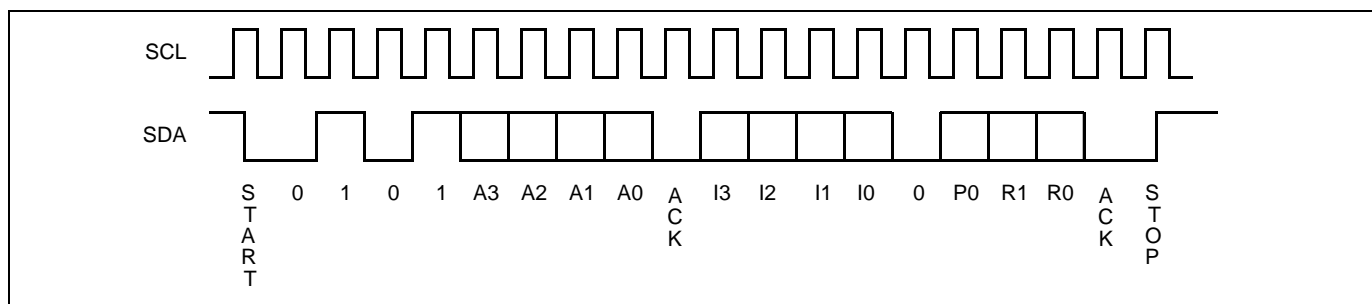 SCL
SDA
START 0 1 0 1 A3 A2 A1 A0 ACK I3 I2 I1 I0 0 P0 R1 R0 ACK STOP